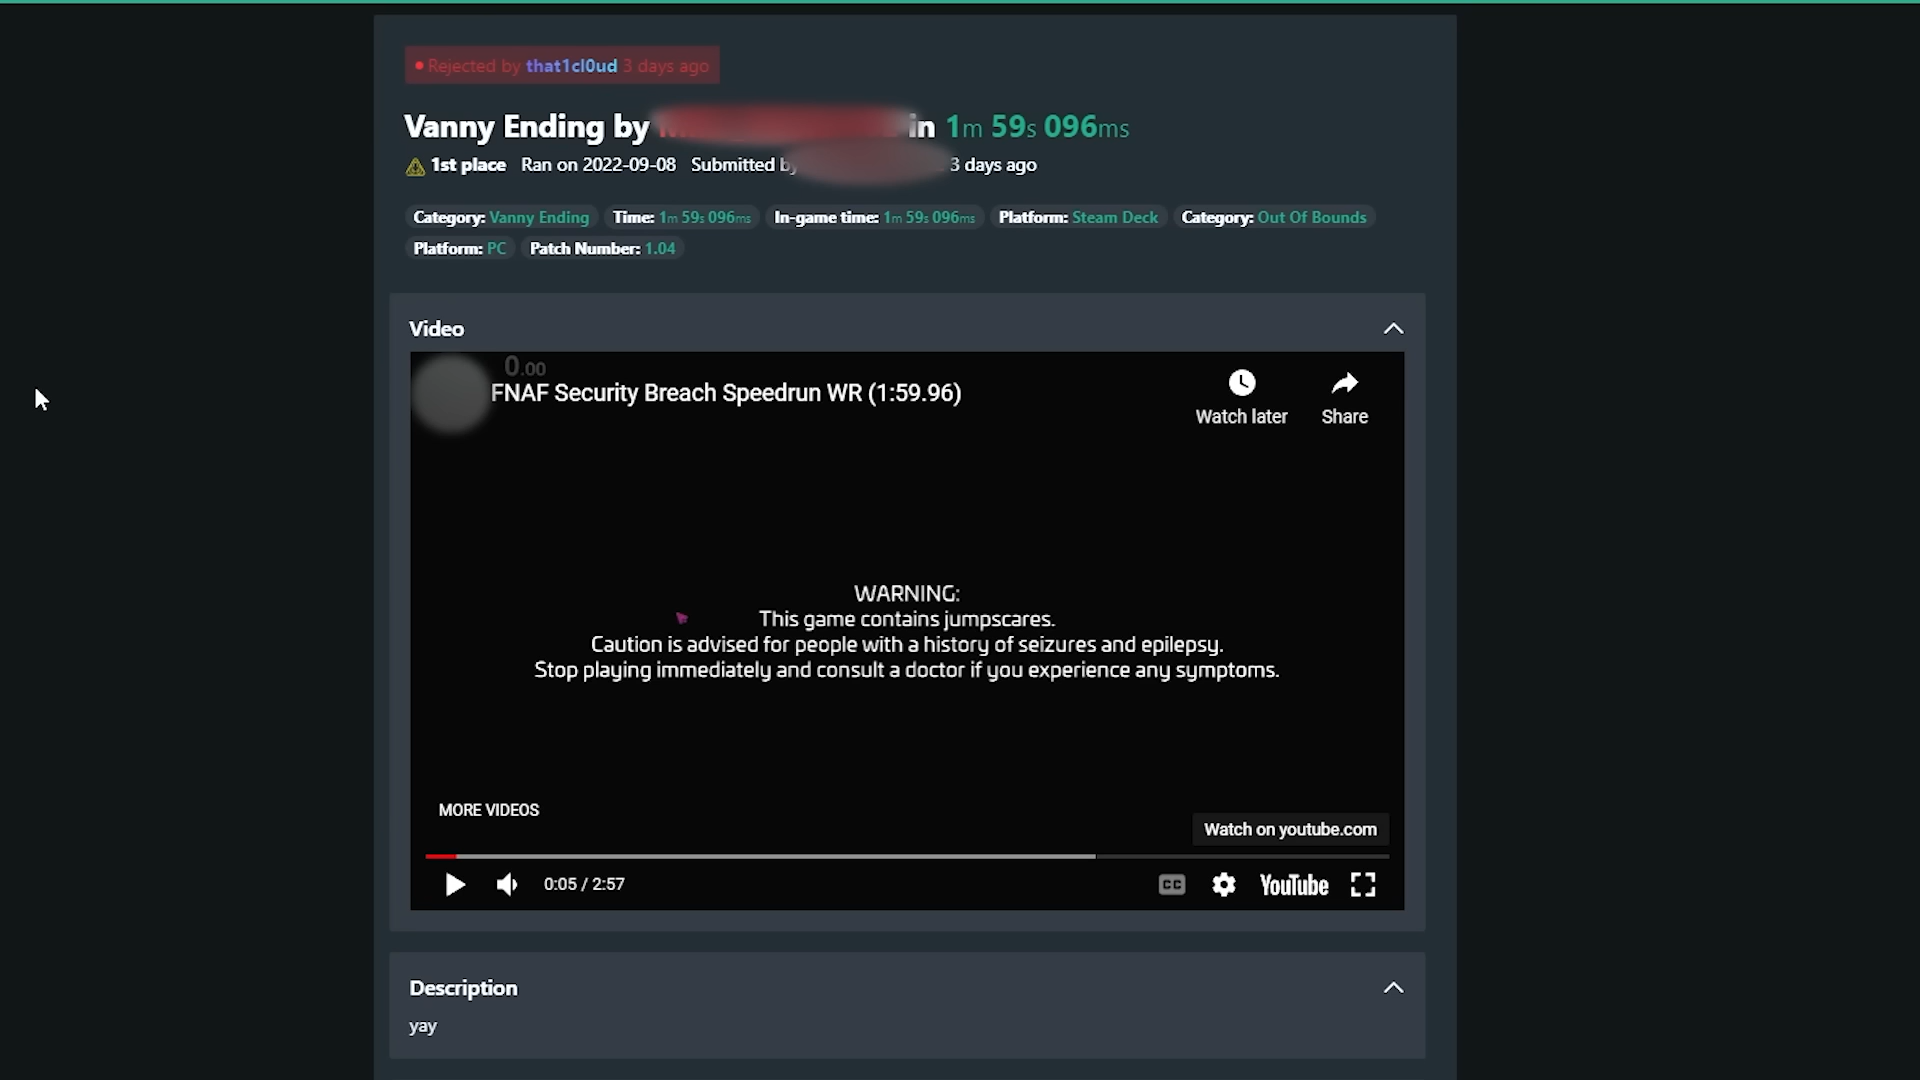 Rejected by that1cl0ud 3 days ago
Vanny Ending by in 1m 59s 096ms
1st place Ran on 2022-09-08 Submitted by 3 days ago
Category: Vanny Ending Time: 1m 59s 096ms In-game time: 1m 59s 096ms Platform: Steam Deck Category: Out Of Bounds
Platform: PC Patch Number: 1.04
Video
0.00
FNAF Security Breach Speedrun WR (1:59.96)
Watch later Share
WARNING:
This game contains jumpscares.
Caution is advised for people with a history of seizures and epilepsy.
Stop playing immediately and consult a doctor if you experience any symptoms.
MORE VIDEOS
Watch on youtube.com
0:05 / 2:57 CC YouTube
Description
yay